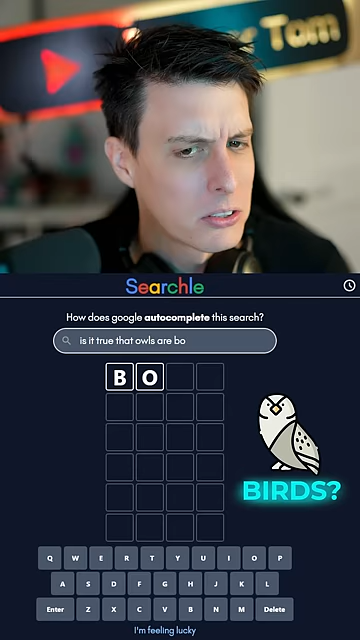 Tom
Searchle
How does google autocomplete this search?
is it true that owls are bo
B O
BIRDS?
Q W E R T Y U I O P
A S D F G H J K L
Enter Z X C V B N M Delete
I'm feeling lucky